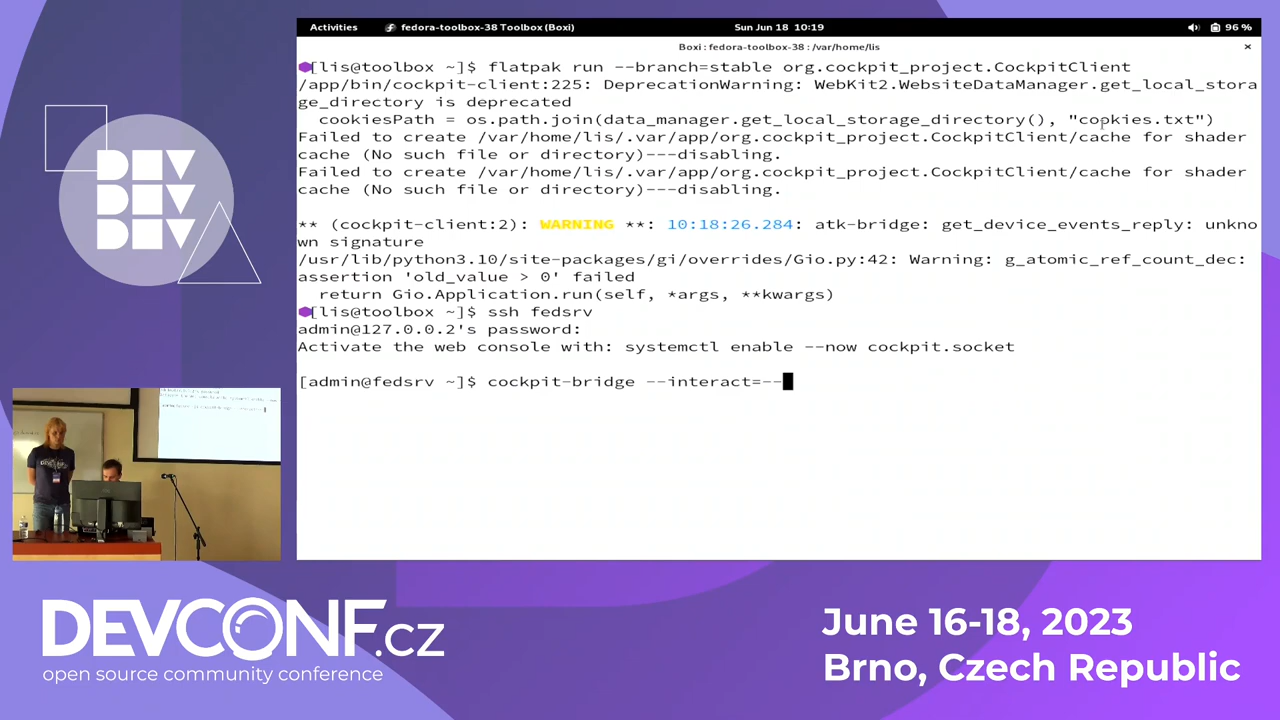 Activities
fedora-toolbox-38 Toolbox (Boxi)
Sun Jun 18 10:19
96 %
Boxi : fedora-toolbox-38 : /var/home/lis
[lis@toolbox ~]$ flatpak run --branch=stable org.cockpit_project.CockpitClient
/app/bin/cockpit-client:225: DeprecationWarning: WebKit2.WebsiteDataManager.get_local_stora
ge_directory is deprecated
cookiesPath = os.path.join(data_manager.get_local_storage_directory(), "cookies.txt")
Failed to create /var/home/lis/.var/app/org.cockpit_project.CockpitClient/cache for shader
cache (No such file or directory)---disabling.
Failed to create /var/home/lis/.var/app/org.cockpit_project.CockpitClient/cache for shader
cache (No such file or directory)---disabling.
** (cockpit-client:2): WARNING **: 10:18:26.284: atk-bridge: get_device_events_reply: unkno
wn signature
/usr/lib/python3.10/site-packages/gi/overrides/Gio.py:42: Warning: g_atomic_ref_count_dec:
assertion 'old_value > 0' failed
return Gio.Application.run(self, *args, **kwargs)
[lis@toolbox ~]$ ssh fedsrv
admin@127.0.0.2's password:
Activate the web console with: systemctl enable --now cockpit.socket
[admin@fedsrv ~]$ cockpit-bridge --interact=--
DEV
DEV
DEV
DEVCONF.cz
open source community conference
June 16-18, 2023
Brno, Czech Republic